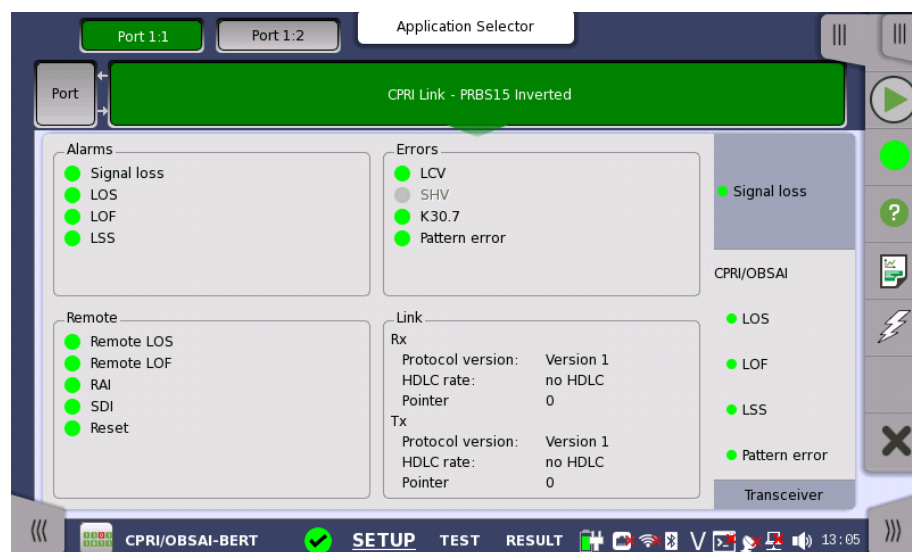 Port 1:1
Port 1:2
Application Selector
Port
CPRI Link - PRBS15 Inverted
Alarms
Signal loss
LOS
LOF
LSS
Errors
LCV
SHV
K30.7
Pattern error
Remote
Remote LOS
Remote LOF
RAI
SDI
Reset
Link
Rx
Protocol version: Version 1
HDLC rate: no HDLC
Pointer 0
Tx
Protocol version: Version 1
HDLC rate: no HDLC
Pointer 0
Signal loss
CPRI/OBSAI
LOS
LOF
LSS
Pattern error
Transceiver
CPRI/OBSAI-BERT SETUP TEST RESULT V 13:05